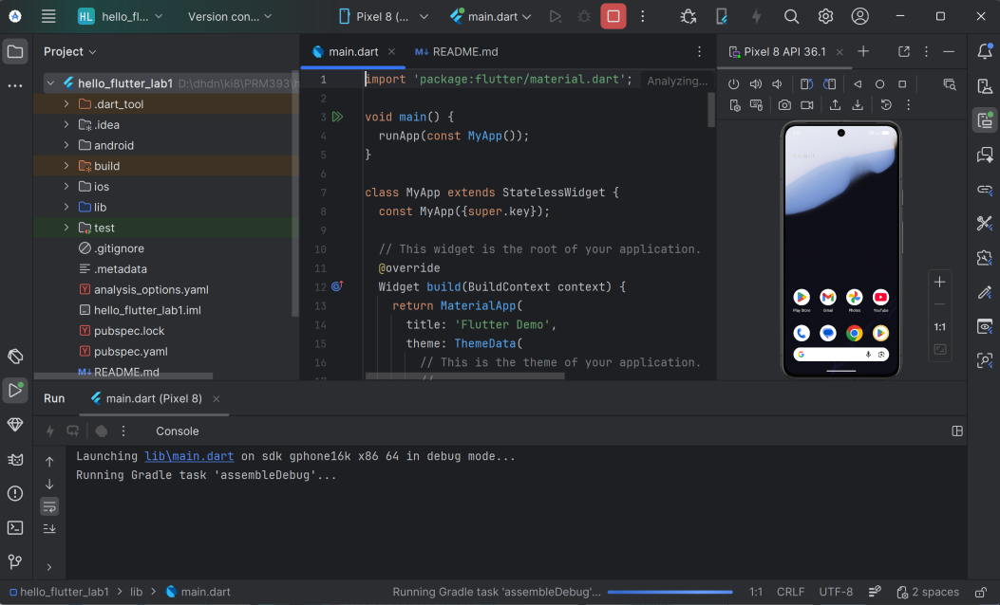 HL hello_fl... Version con... Pixel 8 (... main.dart
Project
main.dart
README.md
Pixel 8 API 36.1
hello_flutter_lab1 D:\dhdn\ki8\PRM393\h
.dart_tool
.idea
android
build
ios
lib
test
.gitignore
.metadata
analysis_options.yaml
hello_flutter_lab1.iml
pubspec.lock
pubspec.yaml
README.md
1 import 'package:flutter/material.dart'; Analyzing...
2
3 void main() {
4 runApp(const MyApp());
5 }
6
7 class MyApp extends StatelessWidget {
8 const MyApp({super.key});
9
10 // This widget is the root of your application.
11 @override
12 Widget build(BuildContext context) {
13 return MaterialApp(
14 title: 'Flutter Demo',
15 theme: ThemeData(
16 // This is the theme of your application.
17 //
Play Store Gmail Photos YouTube
1:1
Run main.dart (Pixel 8)
Console
Launching lib\main.dart on sdk gphone16k x86 64 in debug mode...
Running Gradle task 'assembleDebug'...
hello_flutter_lab1 > lib > main.dart Running Gradle task 'assembleDebug'... 1:1 CRLF UTF-8 2 spaces